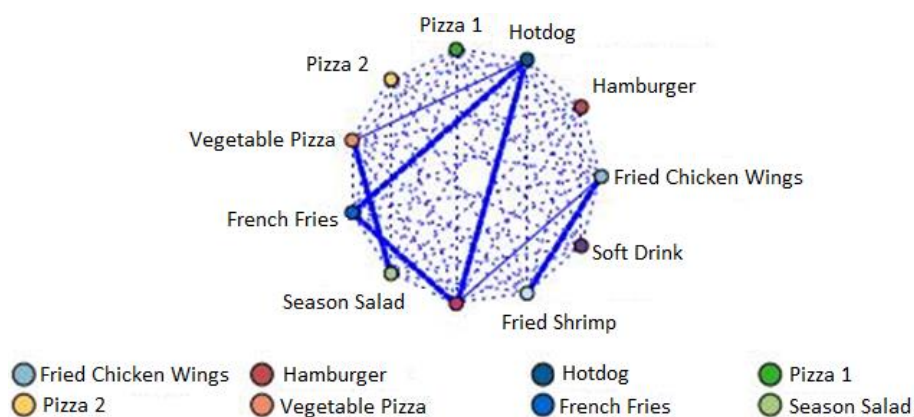 Pizza 1
Hotdog
Pizza 2
Hamburger
Vegetable Pizza
Fried Chicken Wings
French Fries
Soft Drink
Season Salad
Fried Shrimp
Fried Chicken Wings Hamburger Hotdog Pizza 1
Pizza 2 Vegetable Pizza French Fries Season Salad